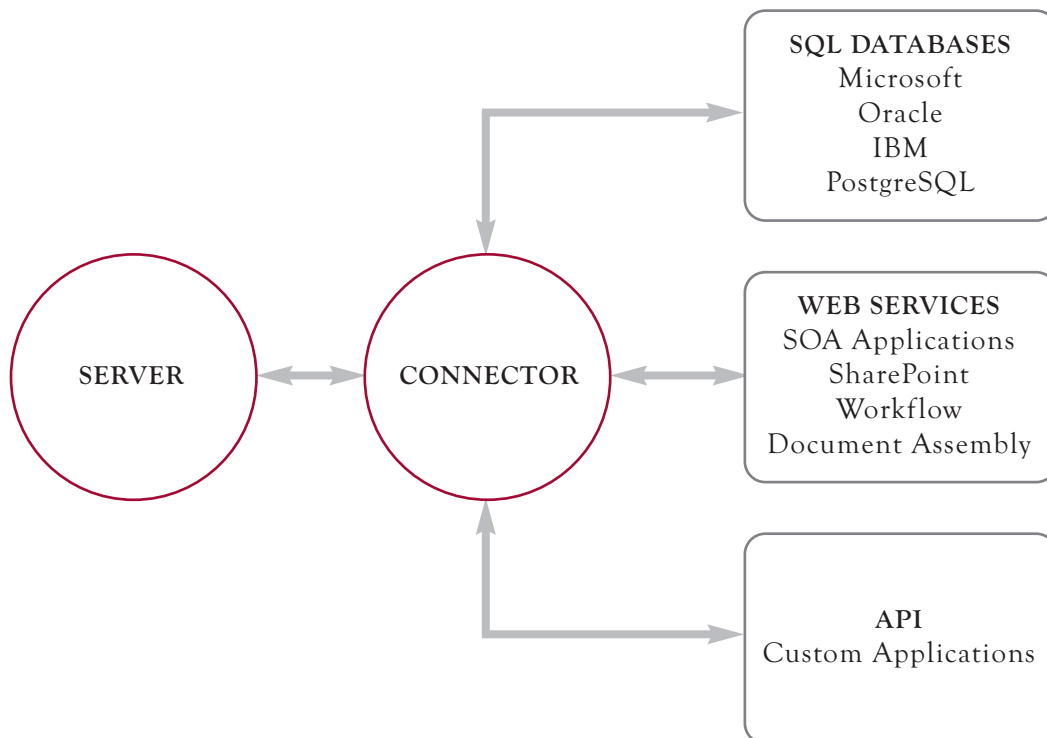 SERVER
CONNECTOR
SQL DATABASES
Microsoft
Oracle
IBM
PostgreSQL
WEB SERVICES
SOA Applications
SharePoint
Workflow
Document Assembly
API
Custom Applications